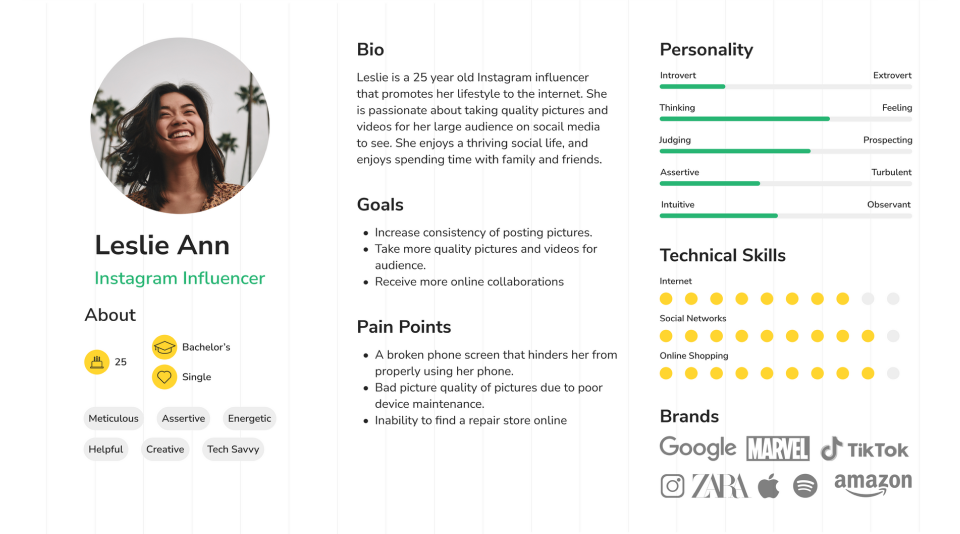 Leslie Ann
Instagram Influencer
About
25
Bachelor's
Single
Meticulous
Assertive
Energetic
Helpful
Creative
Tech Savvy
Bio
Leslie is a 25 year old Instagram influencer
that promotes her lifestyle to the internet. She
is passionate about taking quality pictures and
videos for her large audience on socail media
to see. She enjoys a thriving social life, and
enjoys spending time with family and friends.
Goals
• Increase consistency of posting pictures.
• Take more quality pictures and videos for
audience.
• Receive more online collaborations
Pain Points
• A broken phone screen that hinders her from
properly using her phone.
• Bad picture quality of pictures due to poor
device maintenance.
• Inability to find a repair store online
Personality
Introvert Extrovert
Thinking Feeling
Judging Prospecting
Assertive Turbulent
Intuitive Observant
Technical Skills
Internet
Social Networks
Online Shopping
Brands
Google MARVEL TikTok
ZARA amazon